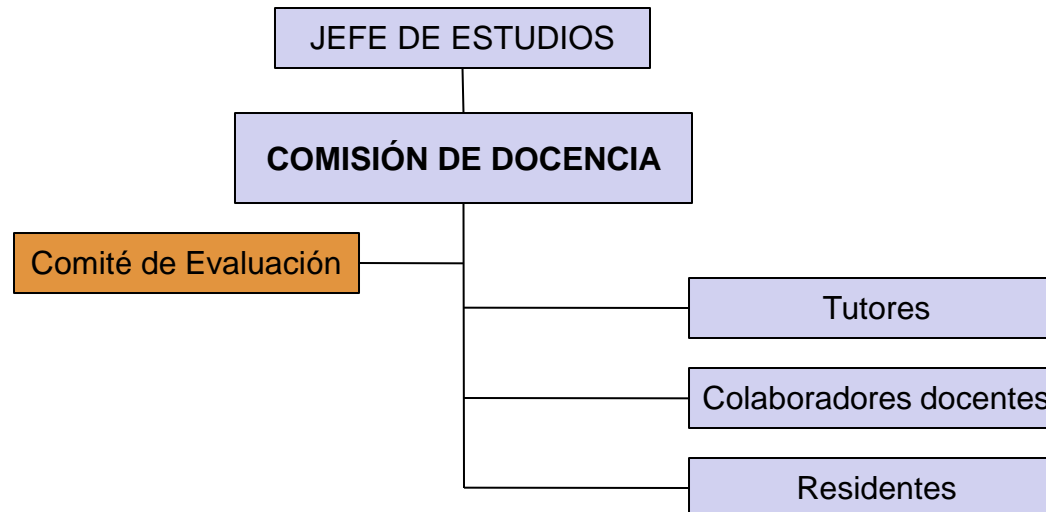 JEFE DE ESTUDIOS
COMISIÓN DE DOCENCIA
Comité de Evaluación
Tutores
Colaboradores docentes
Residentes